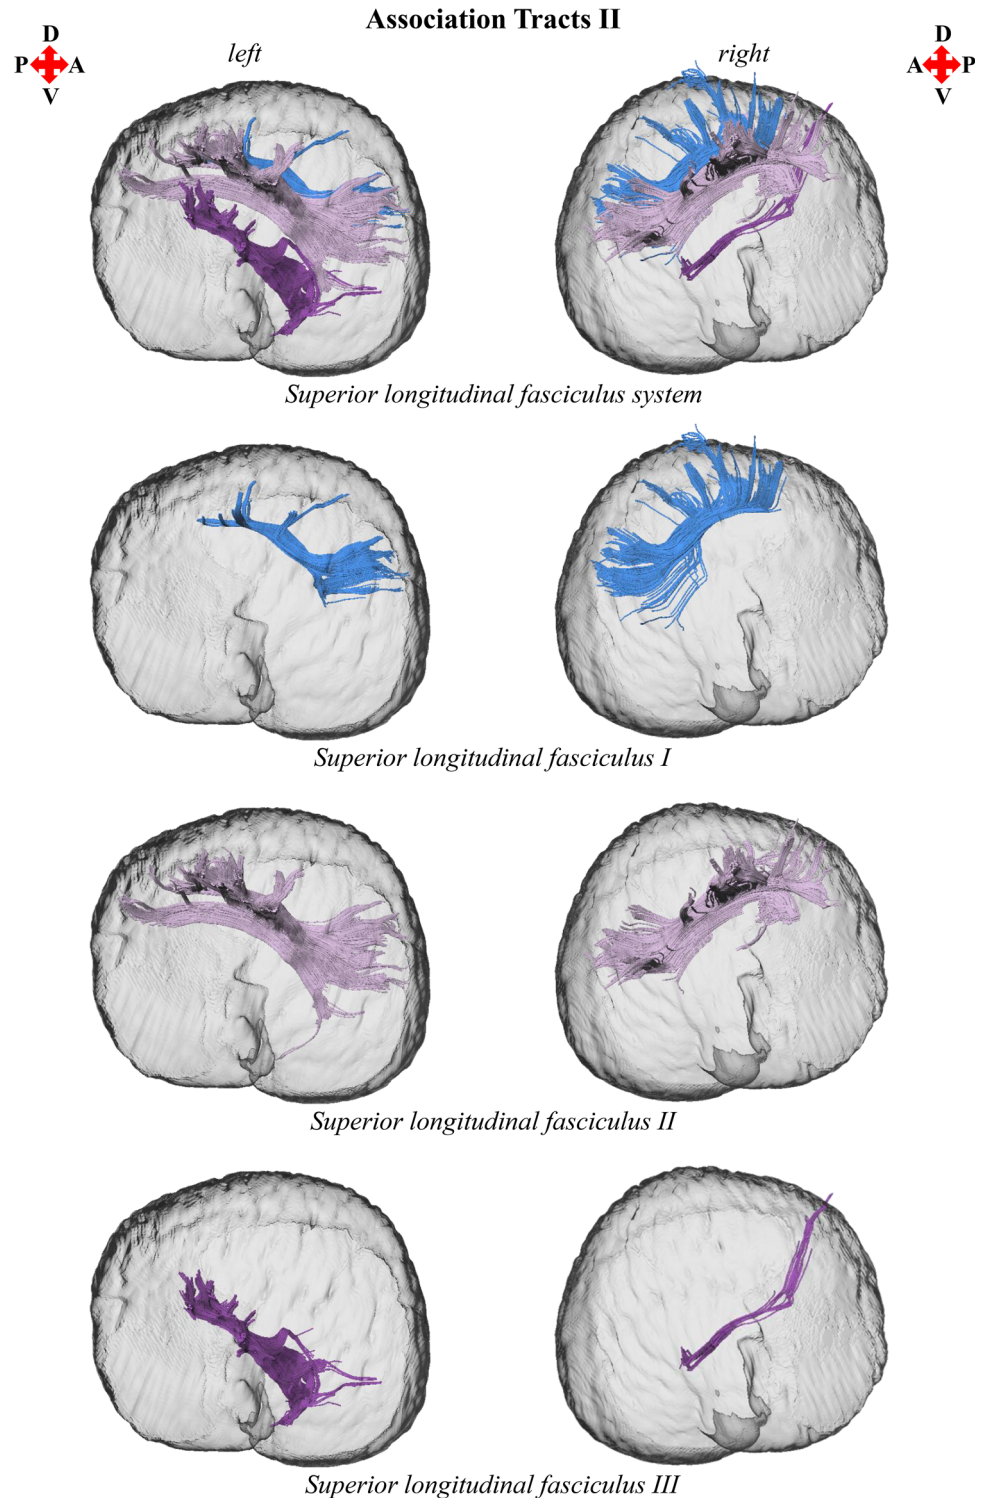 Association Tracts II
D
P A
V
left
right
D
A P
V
Superior longitudinal fasciculus system
Superior longitudinal fasciculus I
Superior longitudinal fasciculus II
Superior longitudinal fasciculus III